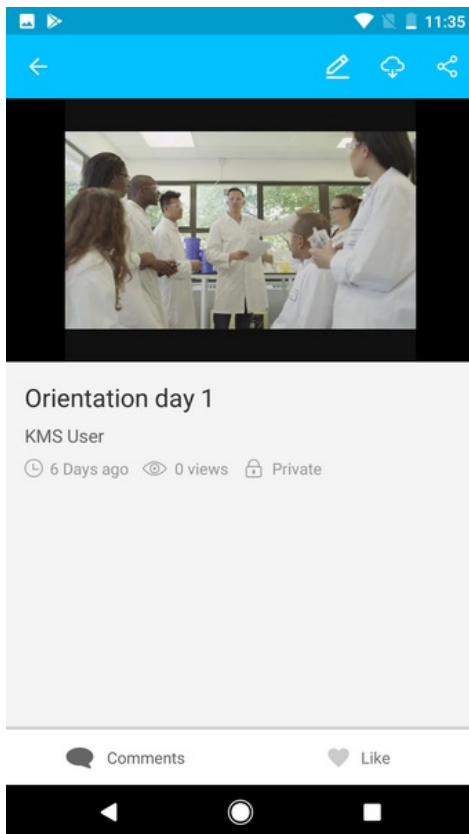 11:35
Orientation day 1
KMS User
6 Days ago 0 views Private
Comments Like